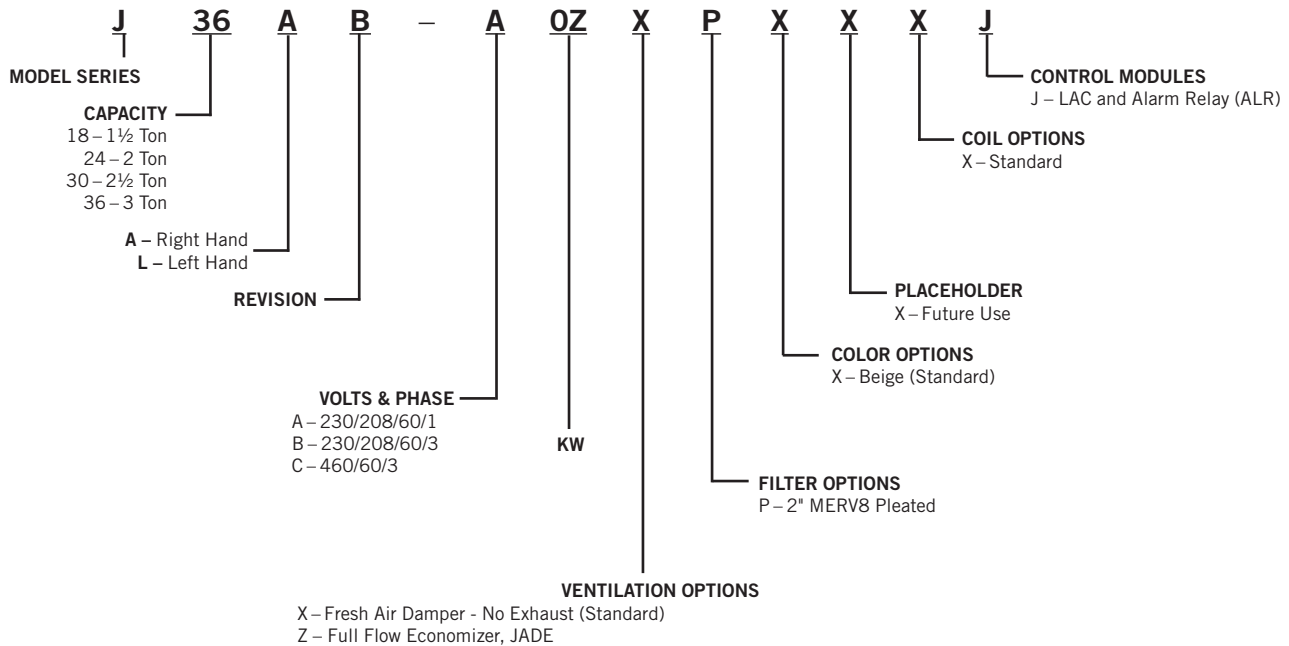 J 36 A B – A 0Z X P X X X J
MODEL SERIES
CAPACITY
18 – 1½ Ton
24 – 2 Ton
30 – 2½ Ton
36 – 3 Ton
A – Right Hand
L – Left Hand
REVISION
VOLTS & PHASE
A – 230/208/60/1
B – 230/208/60/3
C – 460/60/3
KW
VENTILATION OPTIONS
X – Fresh Air Damper - No Exhaust (Standard)
Z – Full Flow Economizer, JADE
FILTER OPTIONS
P – 2" MERV8 Pleated
COLOR OPTIONS
X – Beige (Standard)
PLACEHOLDER
X – Future Use
COIL OPTIONS
X – Standard
CONTROL MODULES
J – LAC and Alarm Relay (ALR)